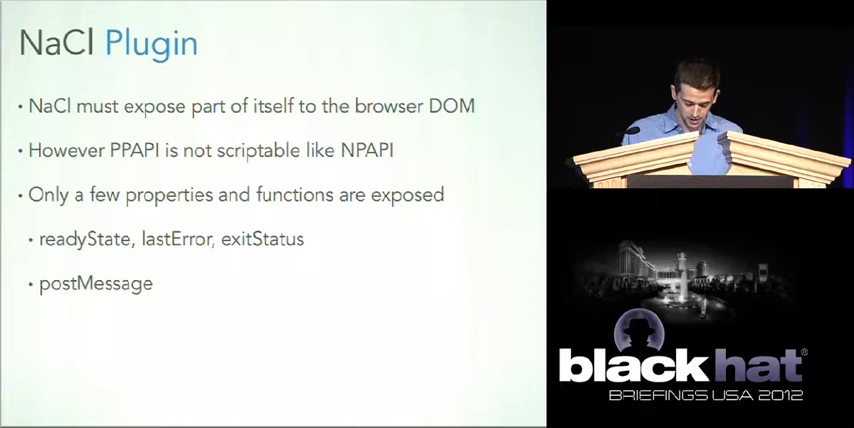 NaCl Plugin
• NaCl must expose part of itself to the browser DOM
• However PPAPI is not scriptable like NPAPI
• Only a few properties and functions are exposed
• readyState, lastError, exitStatus
• postMessage
black hat®
BRIEFINGS USA 2012